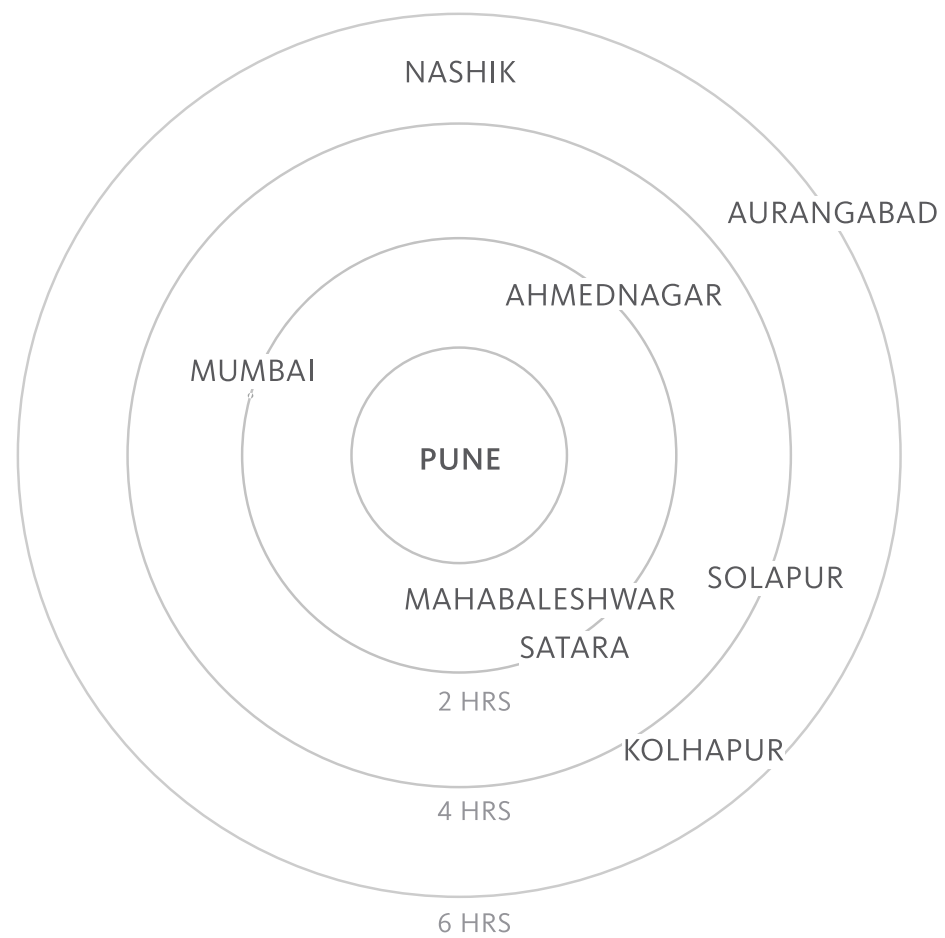 NASHIK
AURANGABAD
AHMEDNAGAR
MUMBAI
PUNE
SOLAPUR
MAHABALESHWAR
SATARA
2 HRS
KOLHAPUR
4 HRS
6 HRS